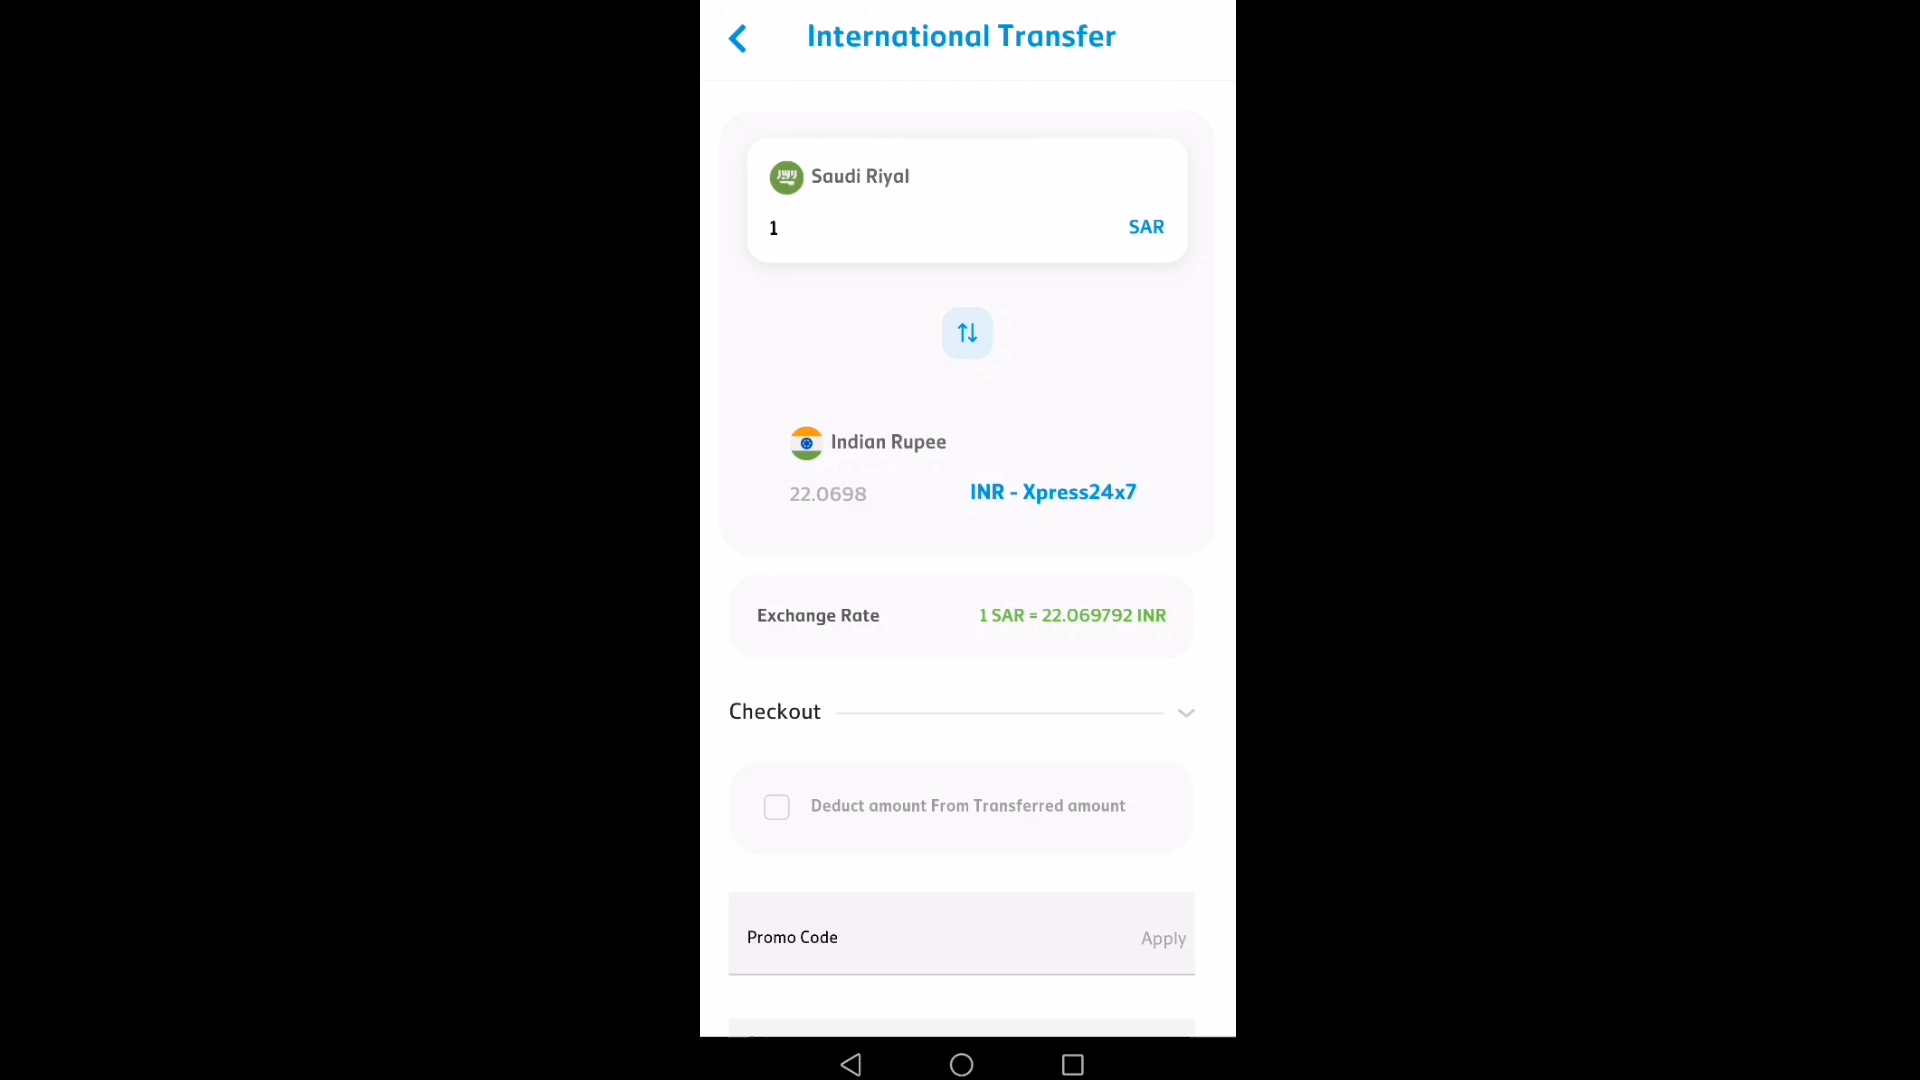 International Transfer
Saudi Riyal
1 SAR
Indian Rupee
22.0698 INR - Xpress24x7
Exchange Rate 1 SAR = 22.069792 INR
Checkout
Deduct amount From Transferred amount
Promo Code Apply